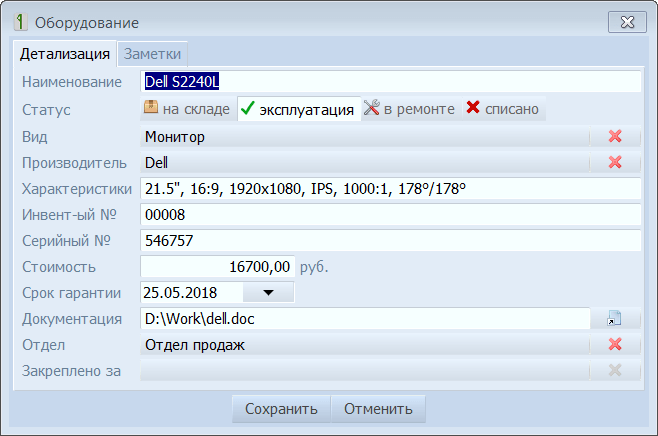 Оборудование
Детализация Заметки
Наименование Dell S2240L
Статус на складе эксплуатация в ремонте списано
Вид Монитор
Производитель Dell
Характеристики 21.5", 16:9, 1920x1080, IPS, 1000:1, 178°/178°
Инвент-ый № 00008
Серийный № 546757
Стоимость 16700,00 руб.
Срок гарантии 25.05.2018
Документация D:\Work\dell.doc
Отдел Отдел продаж
Закреплено за
Сохранить Отменить